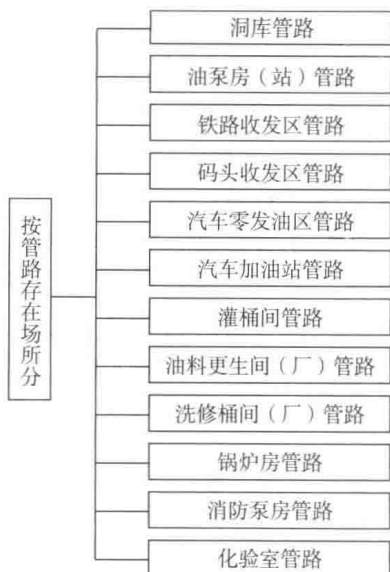 按管路存在场所分
洞库管路
油泵房（站）管路
铁路收发区管路
码头收发区管路
汽车零发油区管路
汽车加油站管路
灌桶间管路
油料更生间（厂）管路
洗修桶间（厂）管路
锅炉房管路
消防泵房管路
化验室管路